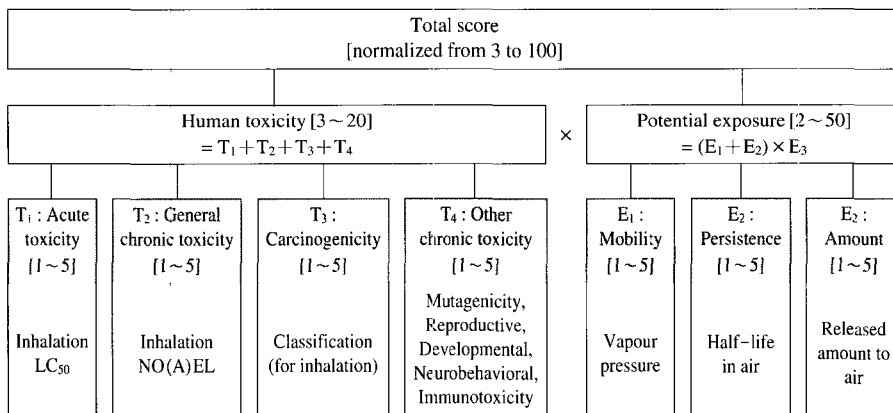 Total score
[normalized from 3 to 100]
Human toxicity [3~20]
= T₁ + T₂ + T₃ + T₄
×
Potential exposure [2~50]
= (E₁ + E₂) × E₃
T₁ : Acute
toxicity
[1~5]
Inhalation
LC₅₀
T₂ : General
chronic toxicity
[1~5]
Inhalation
NO(A)EL
T₃ :
Carcinogenicity
[1~5]
Classification
(for inhalation)
T₄ : Other
chronic toxicity
[1~5]
Mutagenicity,
Reproductive,
Developmental,
Neurobehavioral,
Immunotoxicity
E₁ :
Mobility
[1~5]
Vapour
pressure
E₂ :
Persistence
[1~5]
Half-life
in air
E₂ :
Amount
[1~5]
Released
amount to
air